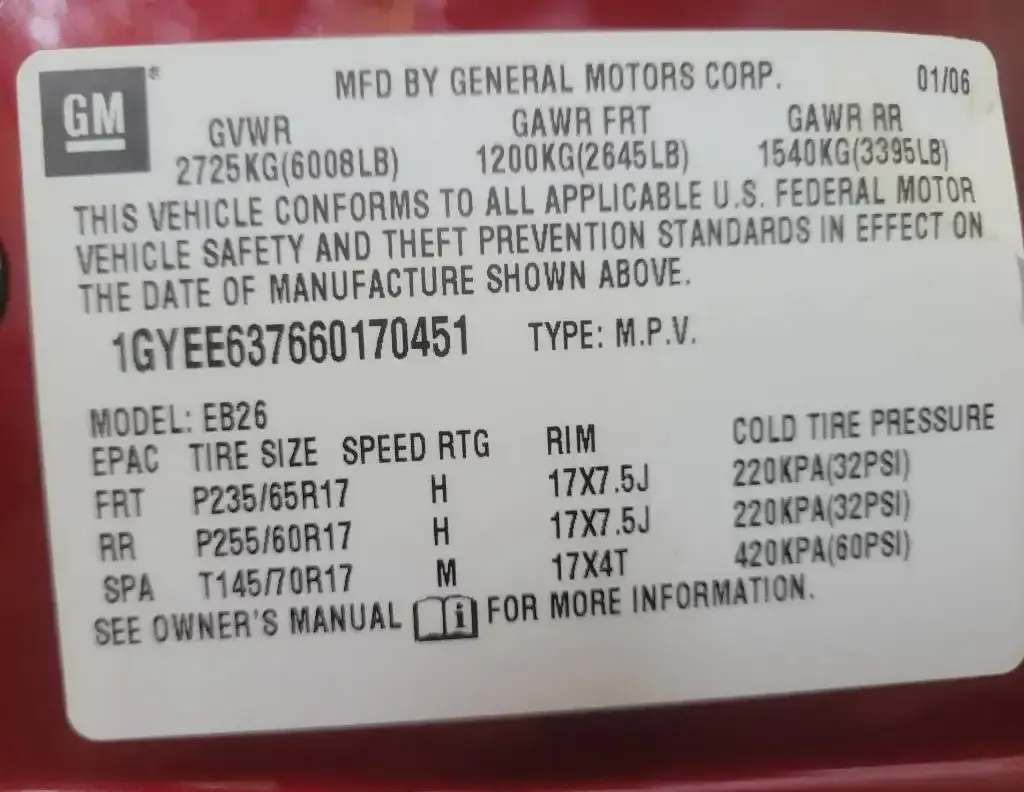 GM ®
MFD BY GENERAL MOTORS CORP. 01/06
GVWR GAWR FRT GAWR RR
2725KG(6008LB) 1200KG(2645LB) 1540KG(3395LB)
THIS VEHICLE CONFORMS TO ALL APPLICABLE U.S. FEDERAL MOTOR
VEHICLE SAFETY AND THEFT PREVENTION STANDARDS IN EFFECT ON
THE DATE OF MANUFACTURE SHOWN ABOVE.
1GYEE637660170451 TYPE: M.P.V.
MODEL: EB26
EPAC TIRE SIZE SPEED RTG RIM COLD TIRE PRESSURE
FRT P235/65R17 H 17X7.5J 220KPA(32PSI)
RR P255/60R17 H 17X7.5J 220KPA(32PSI)
SPA T145/70R17 M 17X4T 420KPA(60PSI)
SEE OWNER'S MANUAL i FOR MORE INFORMATION.